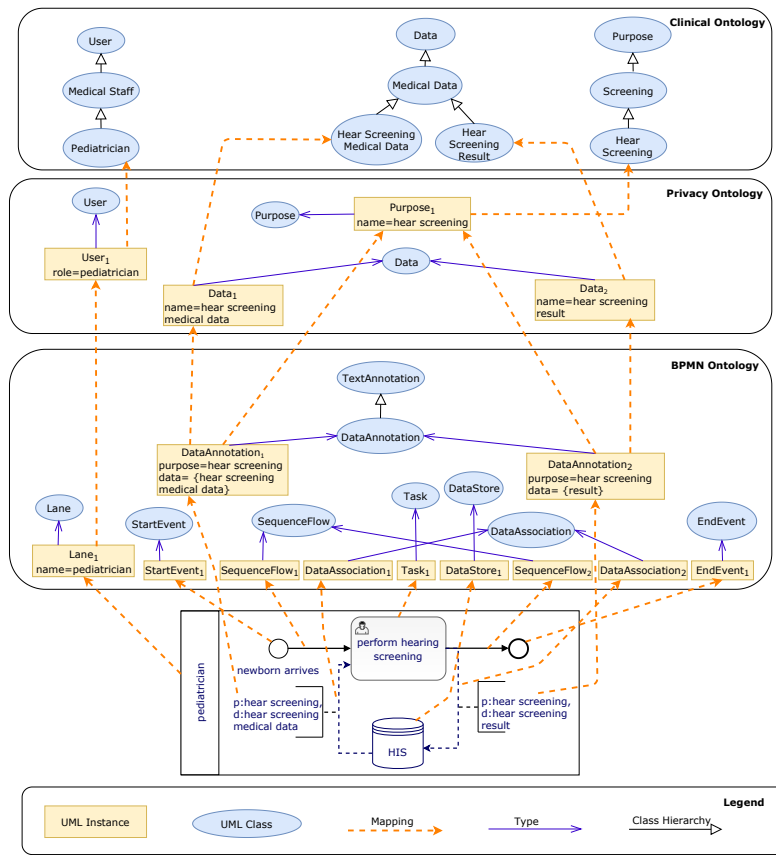 Clinical Ontology
User
Data
Purpose
Medical Staff
Medical Data
Screening
Pediatrician
Hear Screening
Medical Data
Hear
Screening
Result
Hear
Screening
Privacy Ontology
User
Purpose
Purpose₁
name=hear screening
User₁
role=pediatrician
Data
Data₁
name=hear screening
medical data
Data₂
name=hear screening
result
BPMN Ontology
TextAnnotation
DataAnnotation
DataAnnotation₁
purpose=hear screening
data= {hear screening
medical data}
DataAnnotation₂
purpose=hear screening
data= {result}
Lane
StartEvent
SequenceFlow
Task
DataStore
DataAssociation
EndEvent
Lane₁
name=pediatrician
StartEvent₁
SequenceFlow₁
DataAssociation₁
Task₁
DataStore₁
SequenceFlow₂
DataAssociation₂
EndEvent₁
pediatrician
newborn arrives
perform hearing
screening
p:hear screening,
d:hear screening
medical data
p:hear screening,
d:hear screening
result
HIS
Legend
UML Instance
UML Class
Mapping
Type
Class Hierarchy